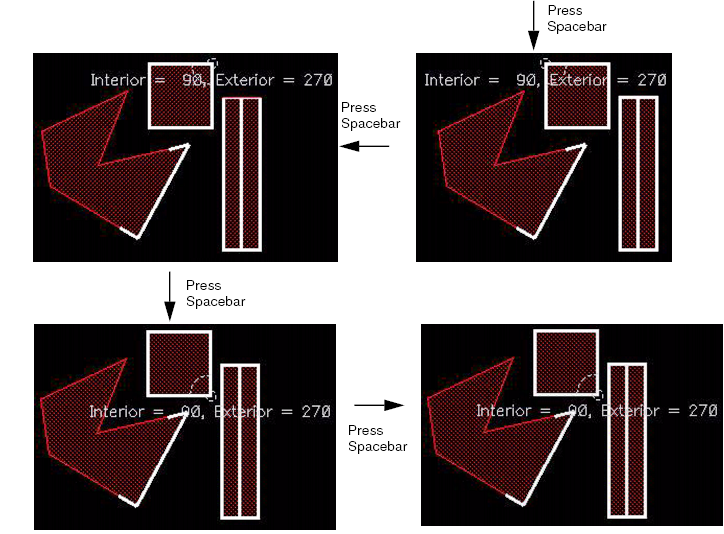 Press
Spacebar
Interior = 90, Exterior = 270
Press
Spacebar
Interior = 90, Exterior = 270
Press
Spacebar
Interior = 90, Exterior = 270
Press
Spacebar
Interior = 90, Exterior = 270